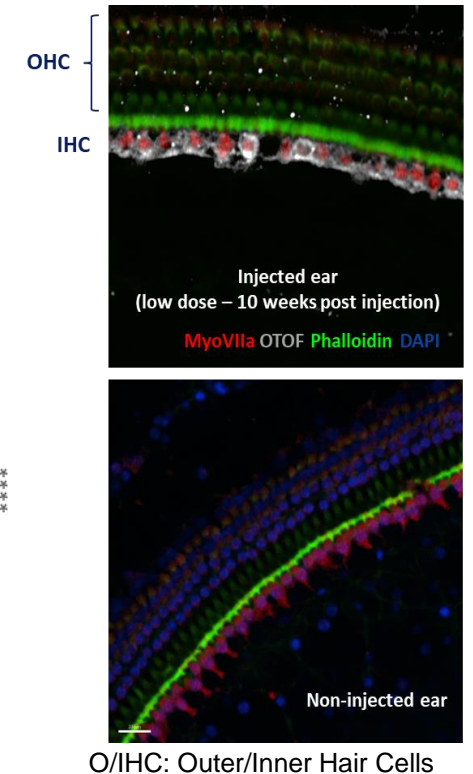 OHC
IHC
Injected ear
(low dose – 10 weeks post injection)
MyoVIIa OTOF Phalloidin DAPI
****
Non-injected ear
O/IHC: Outer/Inner Hair Cells